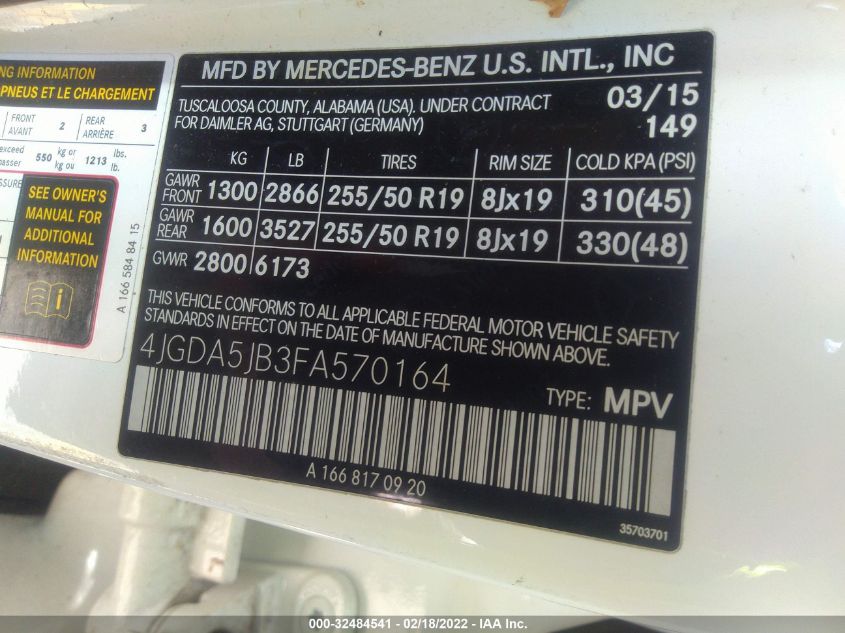 NG INFORMATION
PNEUS ET LE CHARGEMENT
FRONT 2 REAR 3
AVANT ARRIÈRE
exceed 550 kg or 1213 lbs.
passer kg ou lb.
SEE OWNER'S
MANUAL FOR
ADDITIONAL
INFORMATION
i
A 166 584 84 15
MFD BY MERCEDES-BENZ U.S. INTL., INC
TUSCALOOSA COUNTY, ALABAMA (USA). UNDER CONTRACT 03/15
FOR DAIMLER AG, STUTTGART (GERMANY) 149
KG LB TIRES RIM SIZE COLD KPA (PSI)
GAWR FRONT 1300 2866 255/50 R19 8Jx19 310(45)
GAWR REAR 1600 3527 255/50 R19 8Jx19 330(48)
GVWR 2800 6173
THIS VEHICLE CONFORMS TO ALL APPLICABLE FEDERAL MOTOR VEHICLE SAFETY
STANDARDS IN EFFECT ON THE DATE OF MANUFACTURE SHOWN ABOVE.
4JGDA5JB3FA570164
TYPE: MPV
A 166 817 09 20
35703701
000-32484541 - 02/18/2022 - IAA Inc.